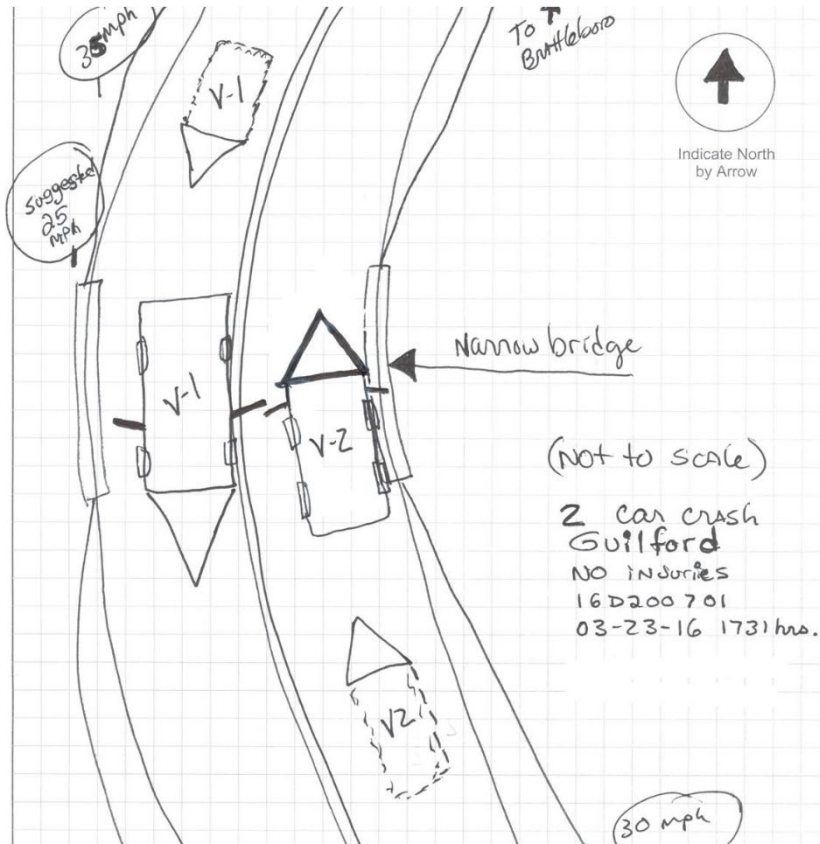 35 mph
V-1
To
Brattleboro
Indicate North
by Arrow
Suggested
25
MPH
Narrow bridge
V-1
V-2
(NOT to SCALE)
2 car crash
Guilford
NO iNJuries
16D200701
03-23-16 1731 hrs.
V2
30 mph